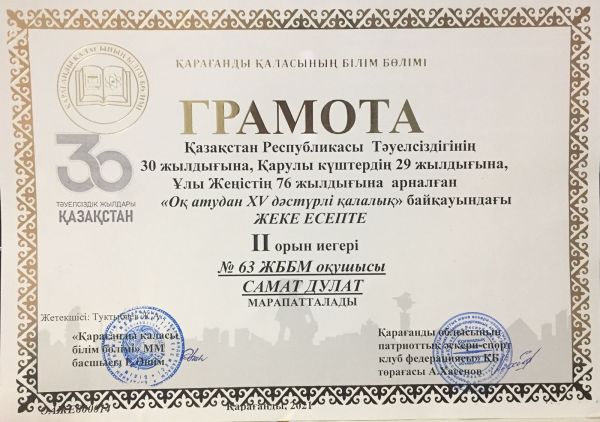 ҚАРАҒАНДЫ ҚАЛАСЫНЫҢ БІЛІМ БӨЛІМІ
ГРАМОТА
Қазақстан Республикасы Тәуелсіздігінің
30 жылдығына, Қарулы күштердің 29 жылдығына,
Ұлы Жеңістің 76 жылдығына арналған
«Оқ атудан XV дәстүрлі қалалық» байқауындағы
ЖЕКЕ ЕСЕПТЕ
II орын иегері
№ 63 ЖББМ оқушысы
САМАТ ДУЛАТ
МАРАПАТТАЛАДЫ
30
ТӘУЕЛСІЗДІК ЖЫЛДАРЫ
ҚАЗАҚСТАН
Жетекшісі:
«Қарағанды қаласы
білім бөлімі» ММ
басшысы
Қарағанды облысының
патриоттық әскери-спорт
клуб федерациясы» ҚБ
төрағасы А.Хасенов
Қарағанды, 2021